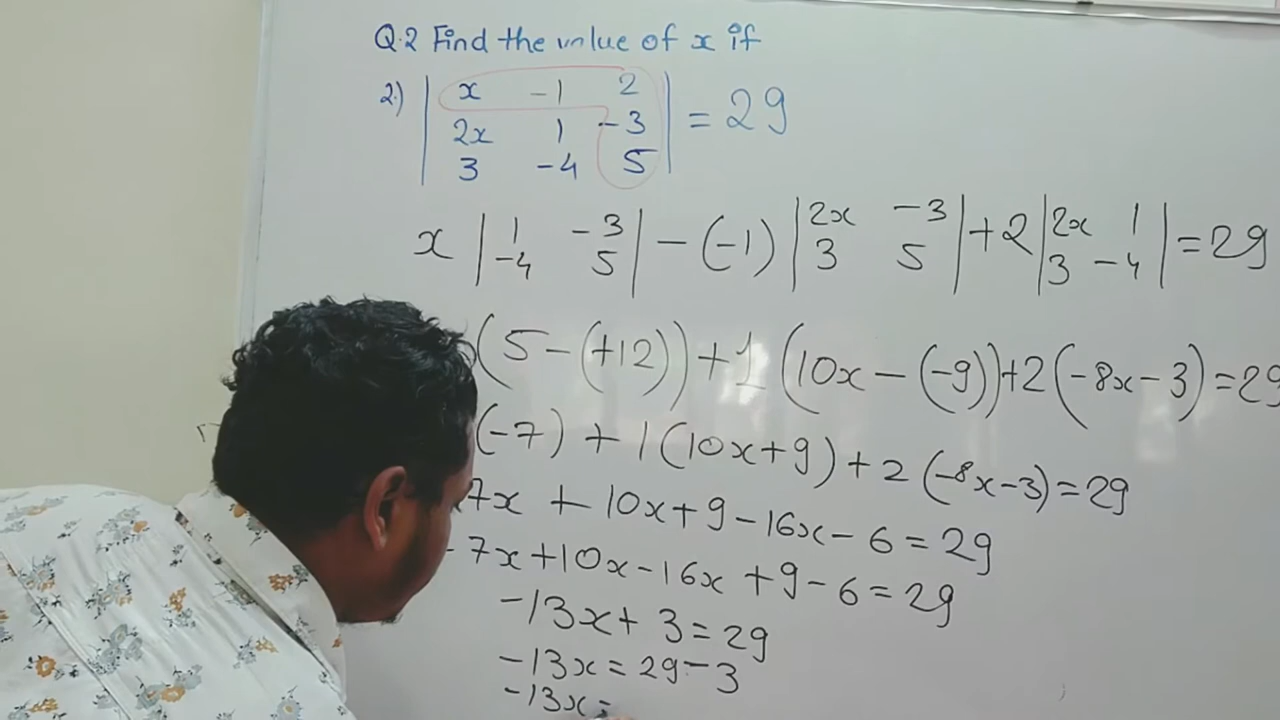 Q.2 Find the value of x if
2) | x -1 2 | = 29
| 2x 1 -3 |
| 3 -4 5 |
x | 1 -3 | - (-1) | 2x -3 | + 2 | 2x 1 | = 29
| -4 5 | | 3 5 | | 3 -4 |
(5 - (+12)) + 1 (10x - (-9)) + 2 (-8x - 3) = 29
(-7) + 1 (10x + 9) + 2 (-8x - 3) = 29
7x + 10x + 9 - 16x - 6 = 29
- 7x + 10x - 16x + 9 - 6 = 29
-13x + 3 = 29
-13x = 29 - 3
-13x =